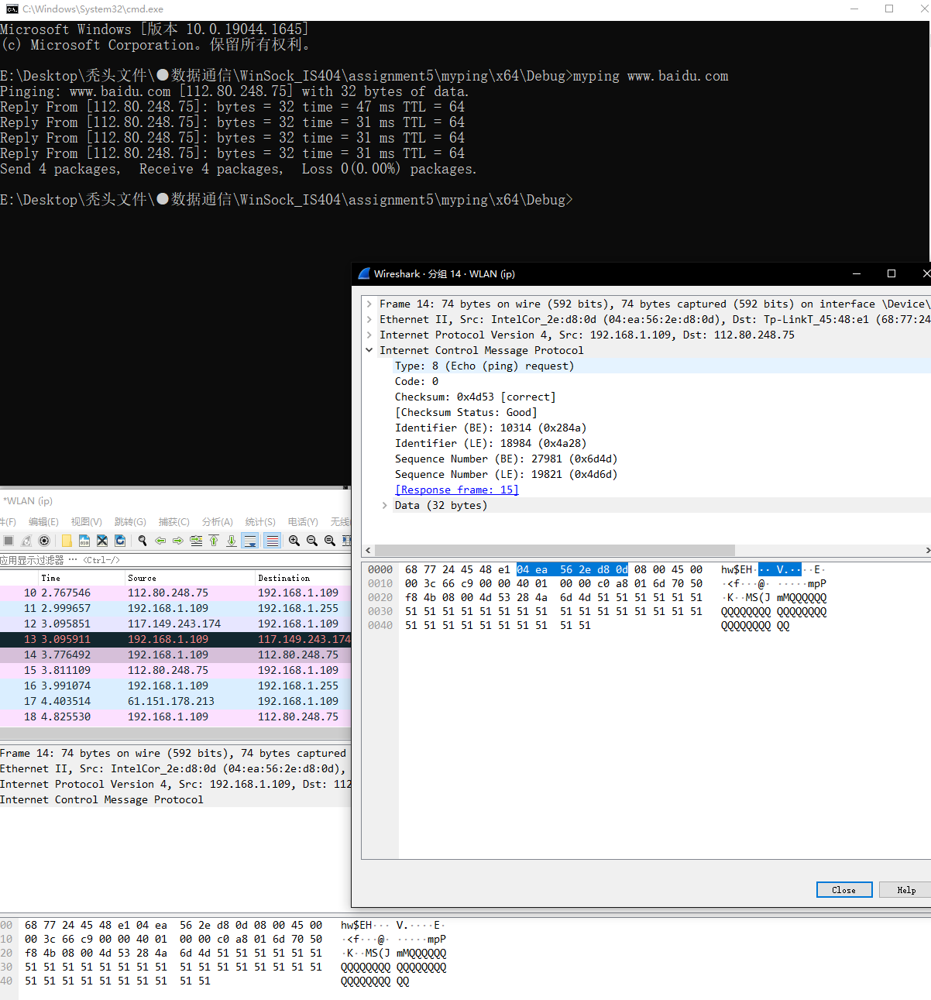 C:\Windows\System32\cmd.exe
Microsoft Windows [版本 10.0.19044.1645]
(c) Microsoft Corporation。保留所有权利。
E:\Desktop\秃头文件\●数据通信\WinSock_IS404\assignment5\myping\x64\Debug>myping www.baidu.com
Pinging: www.baidu.com [112.80.248.75] with 32 bytes of data.
Reply From [112.80.248.75]: bytes = 32 time = 47 ms TTL = 64
Reply From [112.80.248.75]: bytes = 32 time = 31 ms TTL = 64
Reply From [112.80.248.75]: bytes = 32 time = 31 ms TTL = 64
Reply From [112.80.248.75]: bytes = 32 time = 31 ms TTL = 64
Send 4 packages,  Receive 4 packages,  Loss 0(0.00%) packages.
E:\Desktop\秃头文件\●数据通信\WinSock_IS404\assignment5\myping\x64\Debug>
Wireshark · 分组 14 · WLAN (ip)
Frame 14: 74 bytes on wire (592 bits), 74 bytes captured (592 bits) on interface \Device\
Ethernet II, Src: IntelCor_2e:d8:0d (04:ea:56:2e:d8:0d), Dst: Tp-LinkT_45:48:e1 (68:77:24
Internet Protocol Version 4, Src: 192.168.1.109, Dst: 112.80.248.75
Internet Control Message Protocol
Type: 8 (Echo (ping) request)
Code: 0
Checksum: 0x4d53 [correct]
[Checksum Status: Good]
Identifier (BE): 10314 (0x284a)
Identifier (LE): 18984 (0x4a28)
Sequence Number (BE): 27981 (0x6d4d)
Sequence Number (LE): 19821 (0x4d6d)
[Response frame: 15]
Data (32 bytes)
0000 68 77 24 45 48 e1 04 ea 56 2e d8 0d 08 00 45 00 hw$EH··· V.····E·
0010 00 3c 66 c9 00 00 40 01 00 00 c0 a8 01 6d 70 50 ·<f···@· ·····mpP
0020 f8 4b 08 00 4d 53 28 4a 6d 4d 51 51 51 51 51 51 ·K··MS(J mMQQQQQQ
0030 51 51 51 51 51 51 51 51 51 51 51 51 51 51 51 51 QQQQQQQQ QQQQQQQQ
0040 51 51 51 51 51 51 51 51 51 51 QQQQQQQQ QQ
Close Help
*WLAN (ip)
件(F) 编辑(E) 视图(V) 跳转(G) 捕获(C) 分析(A) 统计(S) 电话(Y) 无线
应用显示过滤器 … <Ctrl-/>
Time Source Destination
10 2.767546 112.80.248.75 192.168.1.109
11 2.999657 192.168.1.109 192.168.1.255
12 3.095851 117.149.243.174 192.168.1.109
13 3.095911 192.168.1.109 117.149.243.174
14 3.776492 192.168.1.109 112.80.248.75
15 3.811109 112.80.248.75 192.168.1.109
16 3.991074 192.168.1.109 192.168.1.255
17 4.403514 61.151.178.213 192.168.1.109
18 4.825530 192.168.1.109 112.80.248.75
Frame 14: 74 bytes on wire (592 bits), 74 bytes captured
Ethernet II, Src: IntelCor_2e:d8:0d (04:ea:56:2e:d8:0d),
Internet Protocol Version 4, Src: 192.168.1.109, Dst: 112
Internet Control Message Protocol
00 68 77 24 45 48 e1 04 ea 56 2e d8 0d 08 00 45 00 hw$EH··· V.····E·
10 00 3c 66 c9 00 00 40 01 00 00 c0 a8 01 6d 70 50 ·<f···@· ·····mpP
20 f8 4b 08 00 4d 53 28 4a 6d 4d 51 51 51 51 51 51 ·K··MS(J mMQQQQQQ
30 51 51 51 51 51 51 51 51 51 51 51 51 51 51 51 51 QQQQQQQQ QQQQQQQQ
40 51 51 51 51 51 51 51 51 51 51 QQQQQQQQ QQ